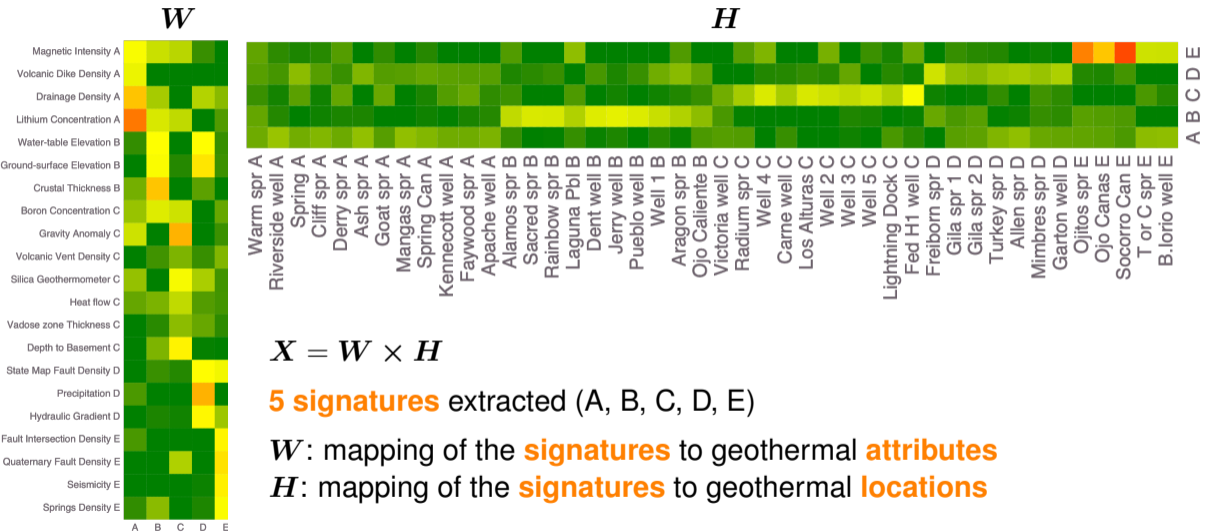 W
H
Magnetic Intensity A
Volcanic Dike Density A
Drainage Density A
Lithium Concentration A
Water-table Elevation B
Ground-surface Elevation B
Crustal Thickness B
Boron Concentration C
Gravity Anomaly C
Volcanic Vent Density C
Silica Geothermometer C
Heat flow C
Vadose zone Thickness C
Depth to Basement C
State Map Fault Density D
Precipitation D
Hydraulic Gradient D
Fault Intersection Density E
Quaternary Fault Density E
Seismicity E
Springs Density E
A B C D E
A B C D E
Warm spr A
Riverside well A
Spring A
Cliff spr A
Derry spr A
Ash spr A
Goat spr A
Mangas spr A
Spring Can A
Kennecott well A
Faywood spr A
Apache well A
Alamos spr B
Sacred spr B
Rainbow spr B
Laguna Pbl B
Dent well B
Jerry well B
Pueblo well B
Well 1 B
Aragon spr B
Ojo Caliente B
Victoria well C
Radium spr C
Well 4 C
Carne well C
Los Alturas C
Well 2 C
Well 3 C
Well 5 C
Lightning Dock C
Fed H1 well C
Freiborn spr D
Gila spr 1 D
Gila spr 2 D
Turkey spr D
Allen spr D
Mimbres spr D
Garton well D
Ojitos spr E
Ojo Canas E
Socorro Can E
T or C spr E
B.Iorio well E
X = W × H
5 signatures extracted (A, B, C, D, E)
W: mapping of the signatures to geothermal attributes
H: mapping of the signatures to geothermal locations